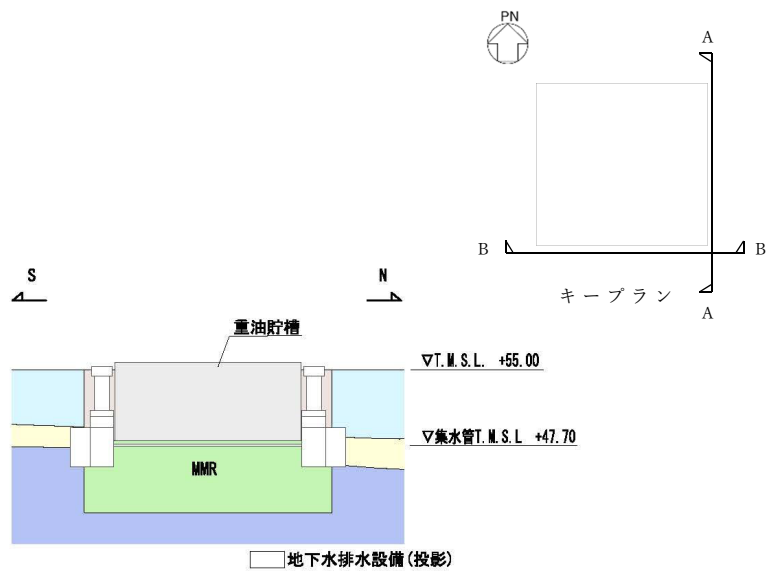 PN
A
B
B
キープラン
A
S
N
重油貯槽
▽T.M.S.L. +55.00
▽集水管T.M.S.L +47.70
MMR
地下水排水設備(投影)